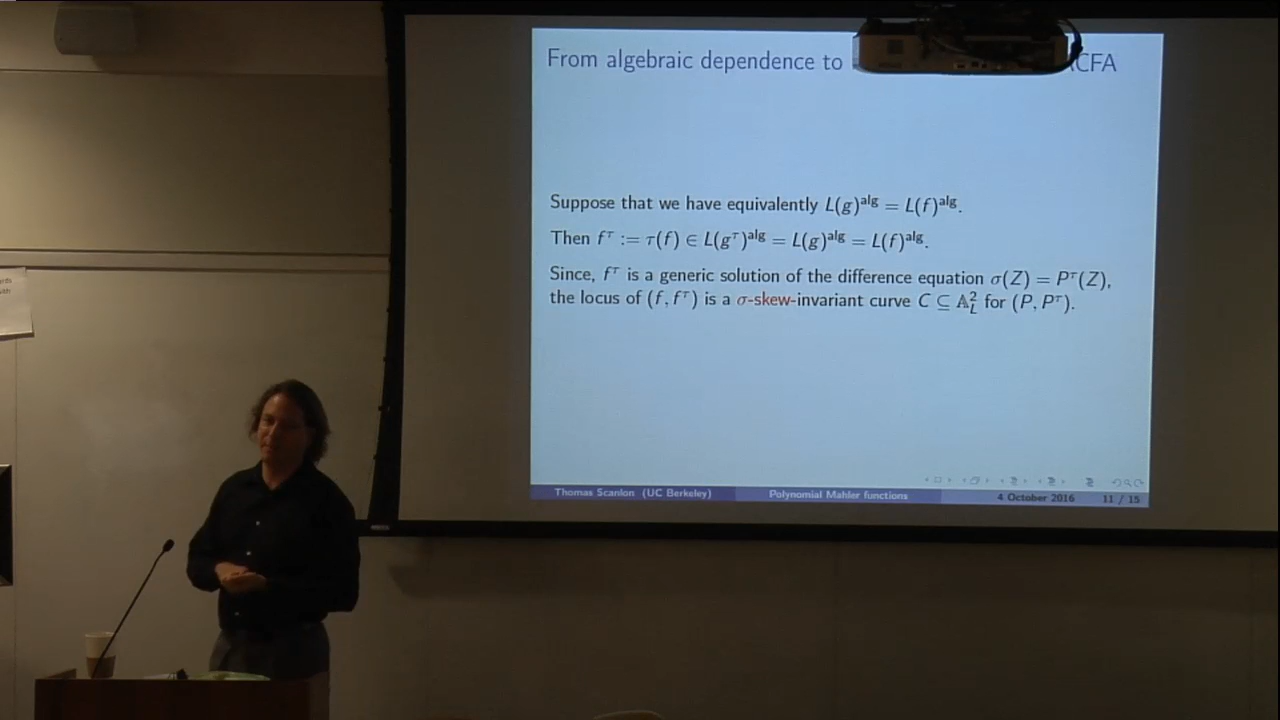 From algebraic dependence to CFA
Suppose that we have equivalently L(g)^alg = L(f)^alg.
Then f^τ := τ(f) ∈ L(g^τ)^alg = L(g)^alg = L(f)^alg.
Since, f^τ is a generic solution of the difference equation σ(Z) = P^τ(Z),
the locus of (f, f^τ) is a σ-skew-invariant curve C ⊆ 𝔸²_L for (P, P^τ).
Thomas Scanlon (UC Berkeley) Polynomial Mahler functions 4 October 2016 11 / 15